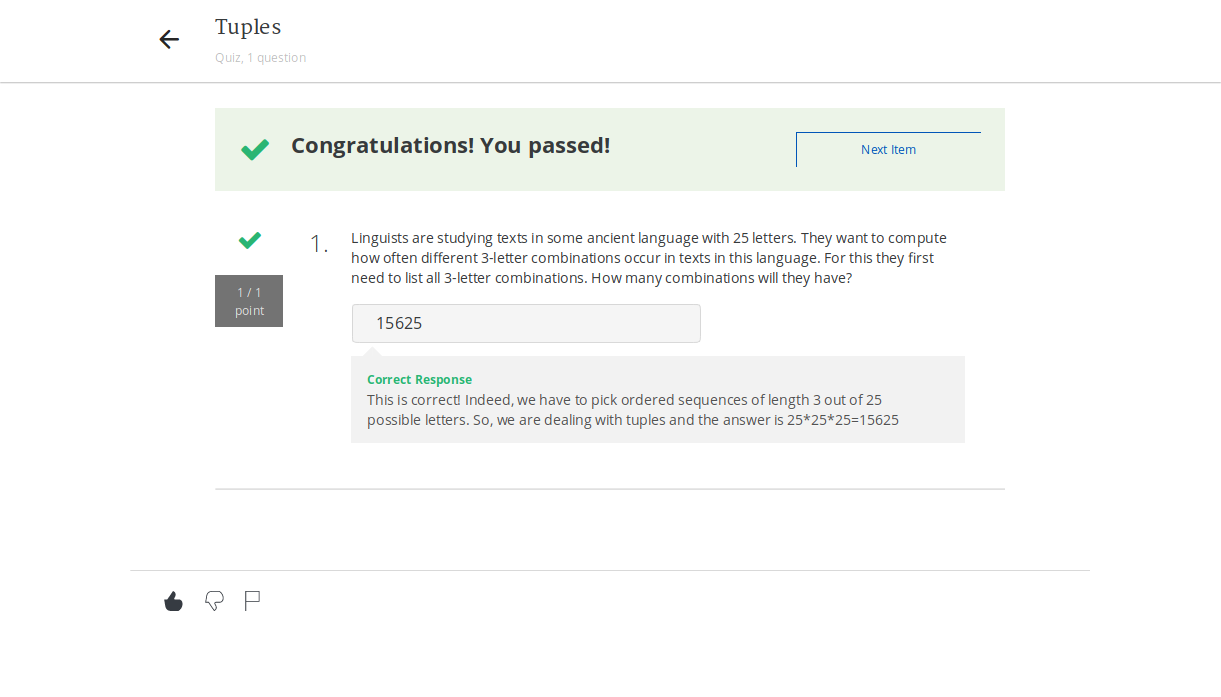 Tuples
Quiz, 1 question
Congratulations! You passed!
Next Item
1 / 1
point
1.
Linguists are studying texts in some ancient language with 25 letters. They want to compute
how often different 3-letter combinations occur in texts in this language. For this they first
need to list all 3-letter combinations. How many combinations will they have?
15625
Correct Response
This is correct! Indeed, we have to pick ordered sequences of length 3 out of 25
possible letters. So, we are dealing with tuples and the answer is 25*25*25=15625